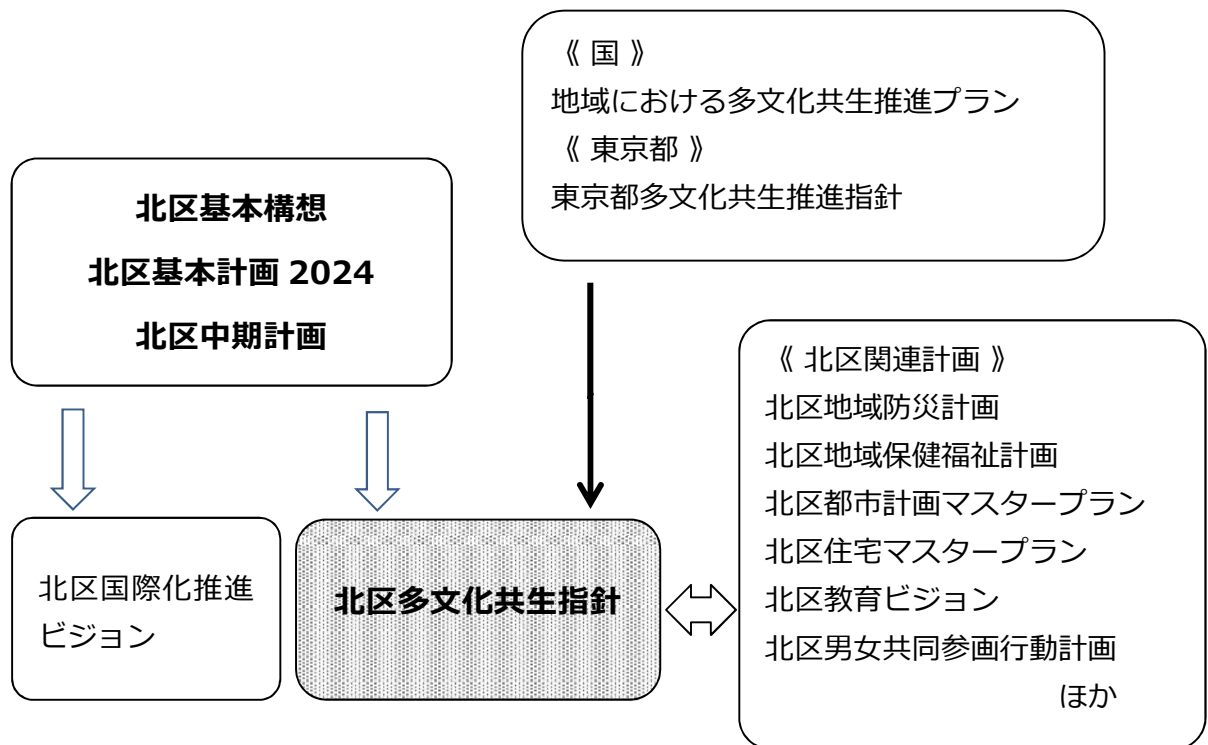 《 国 》
地域における多文化共生推進プラン
《 東京都 》
東京都多文化共生推進指針
北区基本構想
北区基本計画 2024
北区中期計画
《 北区関連計画 》
北区地域防災計画
北区地域保健福祉計画
北区都市計画マスタープラン
北区住宅マスタープラン
北区教育ビジョン
北区男女共同参画行動計画
ほか
北区国際化推進
ビジョン
北区多文化共生指針